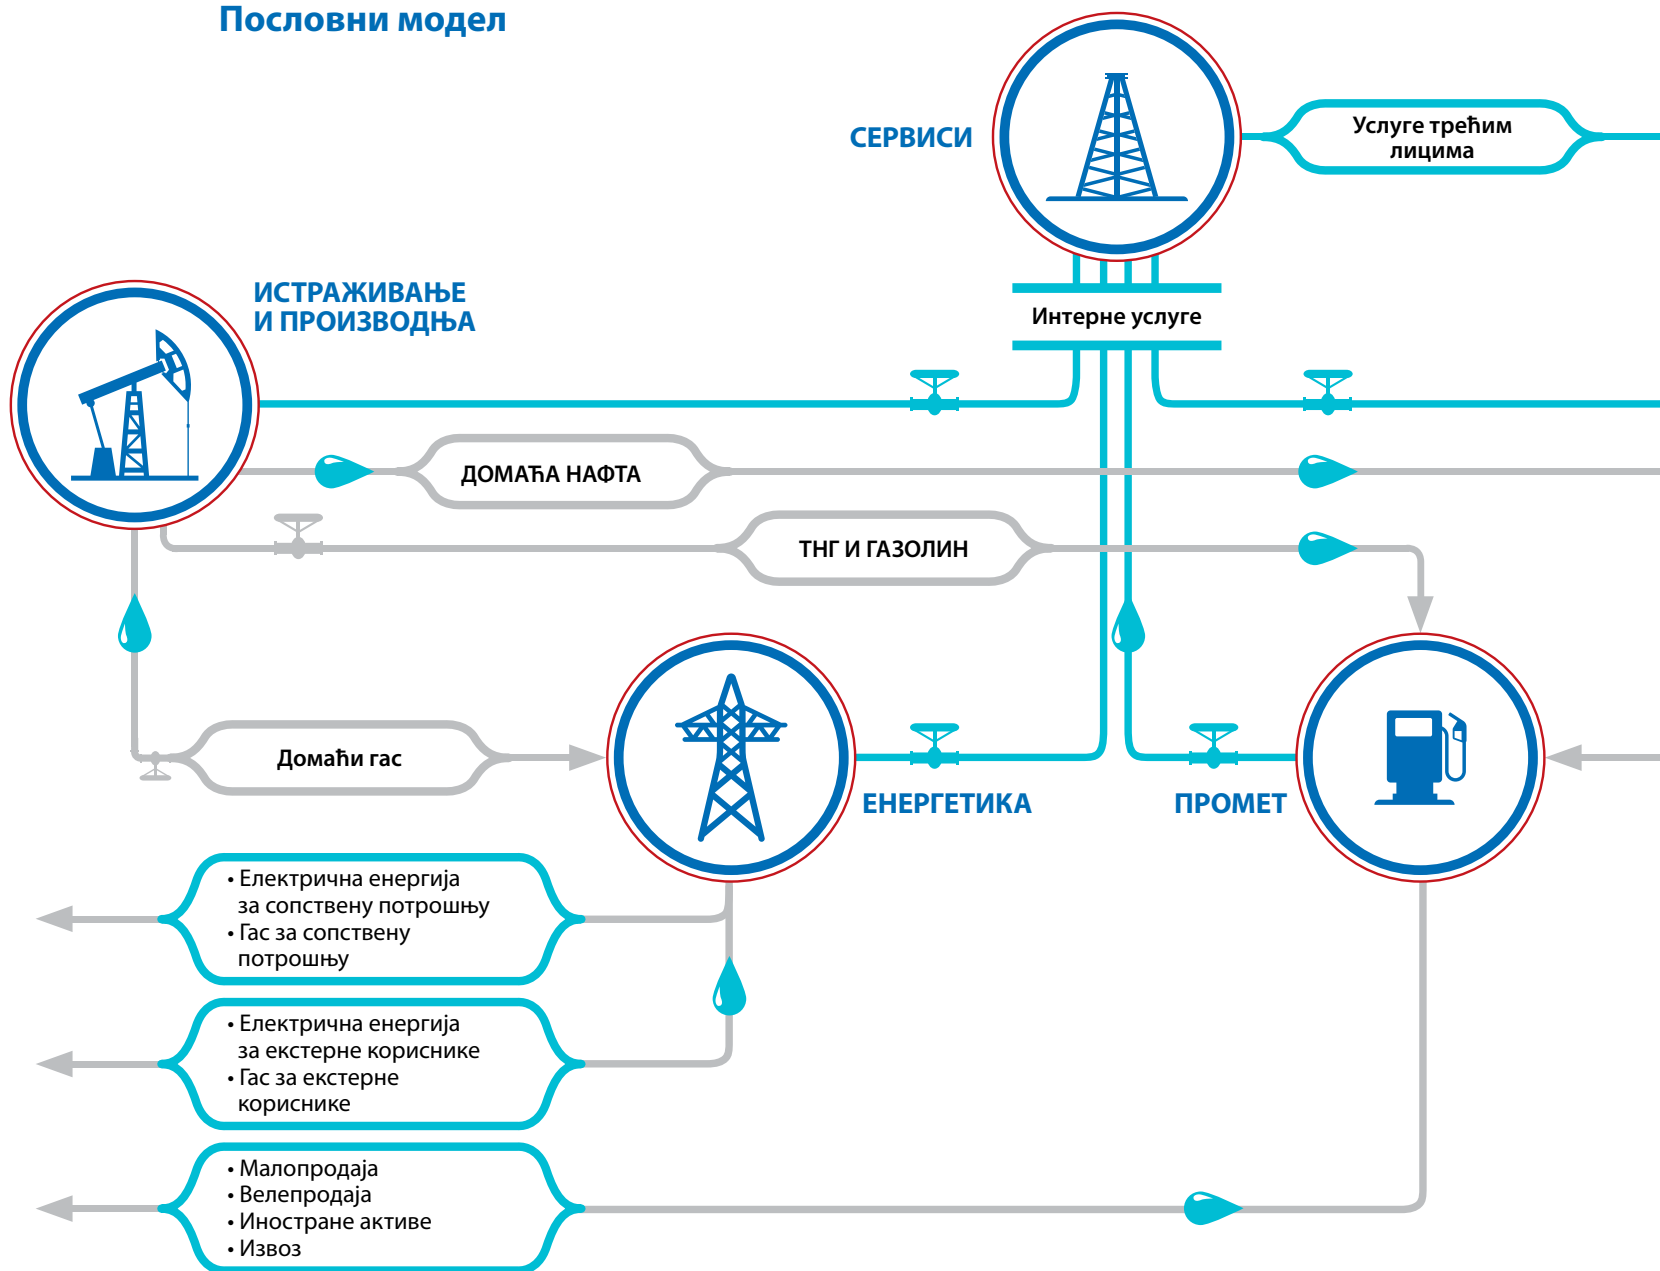 Пословни модел
СЕРВИСИ
Услуге трећим
лицима
ИСТРАЖИВАЊЕ
И ПРОИЗВОДЊА
Интерне услуге
ДОМАЋА НАФТА
ТНГ И ГАЗОЛИН
Домаћи гас
ЕНЕРГЕТИКА
ПРОМЕТ
• Електрична енергија
за сопствену потрошњу
• Гас за сопствену
потрошњу
• Електрична енергија
за екстерне кориснике
• Гас за екстерне
кориснике
• Малопродаја
• Велепродаја
• Иностране активе
• Извоз